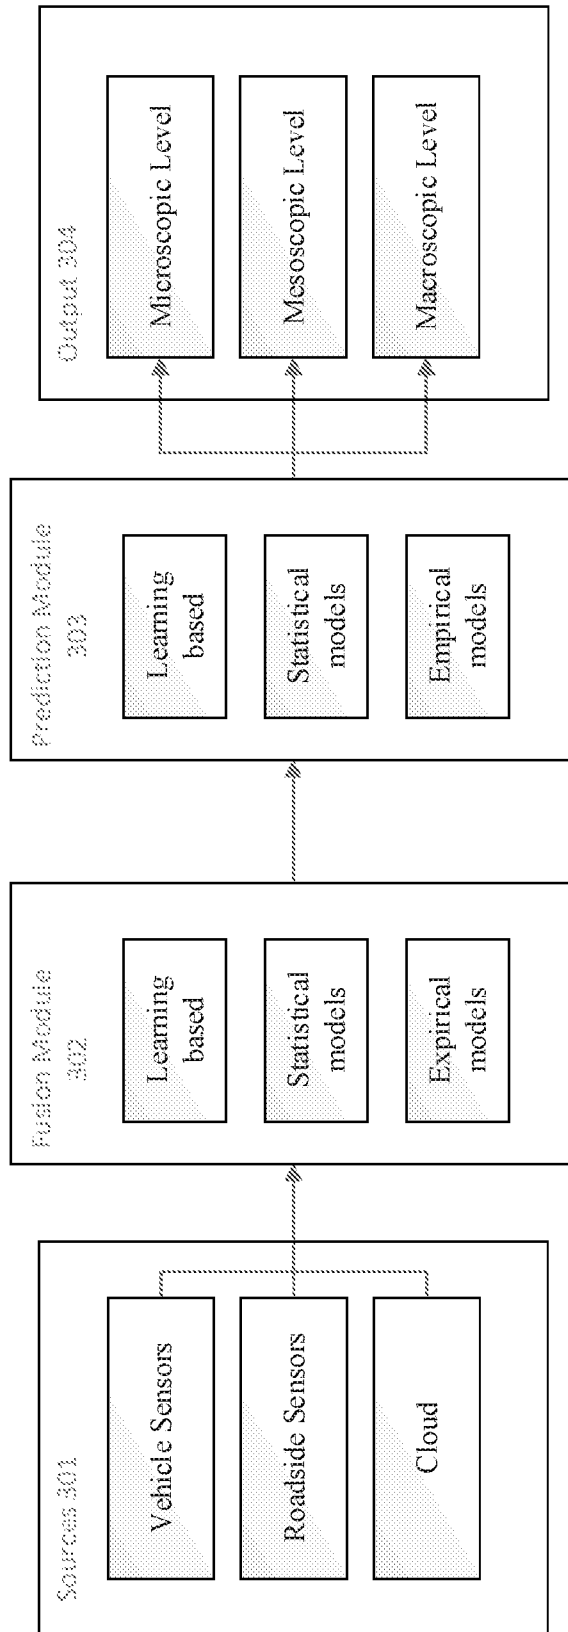 Sources 301
Vehicle Sensors
Roadside Sensors
Cloud
Fusion Module
302
Learning
based
Statistical
models
Expirical
models
Prediction Module
303
Learning
based
Statistical
models
Empirical
models
Output 304
Microscopic Level
Mesoscopic Level
Macroscopic Level